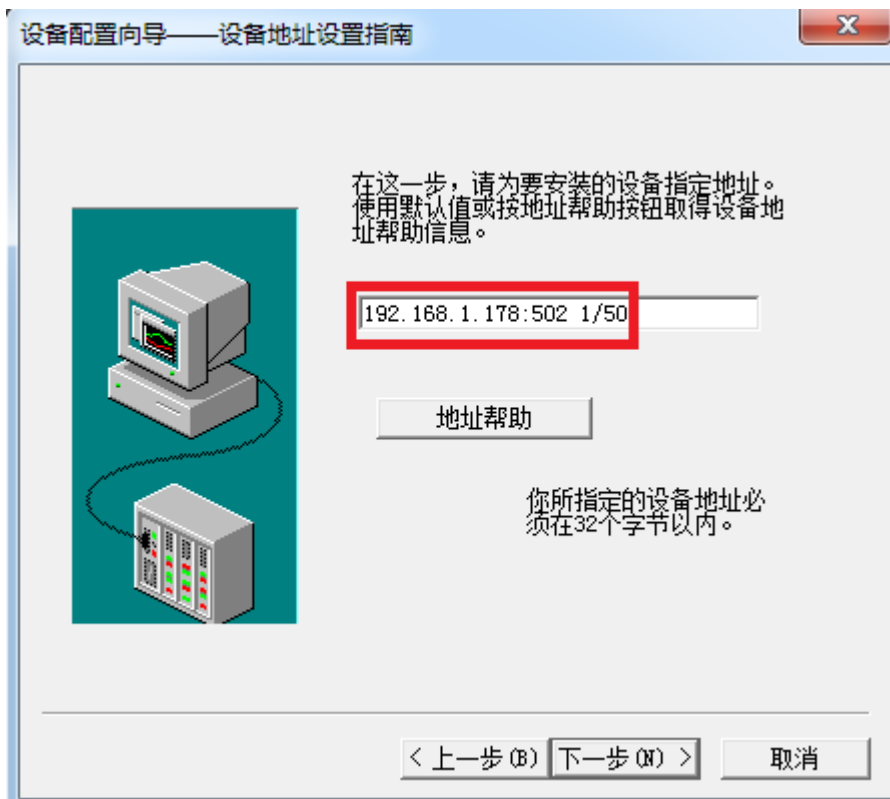 设备配置向导——设备地址设置指南
在这一步，请为要安装的设备指定地址。
使用默认值或按地址帮助按钮取得设备地
址帮助信息。
192.168.1.178:502 1/50
地址帮助
你所指定的设备地址必
须在32个字节以内。
< 上一步(B) 下一步(N) > 取消